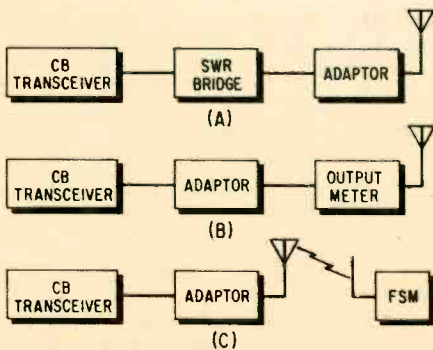 CB
TRANSCEIVER
SWR
BRIDGE
ADAPTOR
(A)
CB
TRANSCEIVER
ADAPTOR
OUTPUT
METER
(B)
CB
TRANSCEIVER
ADAPTOR
FSM
(C)